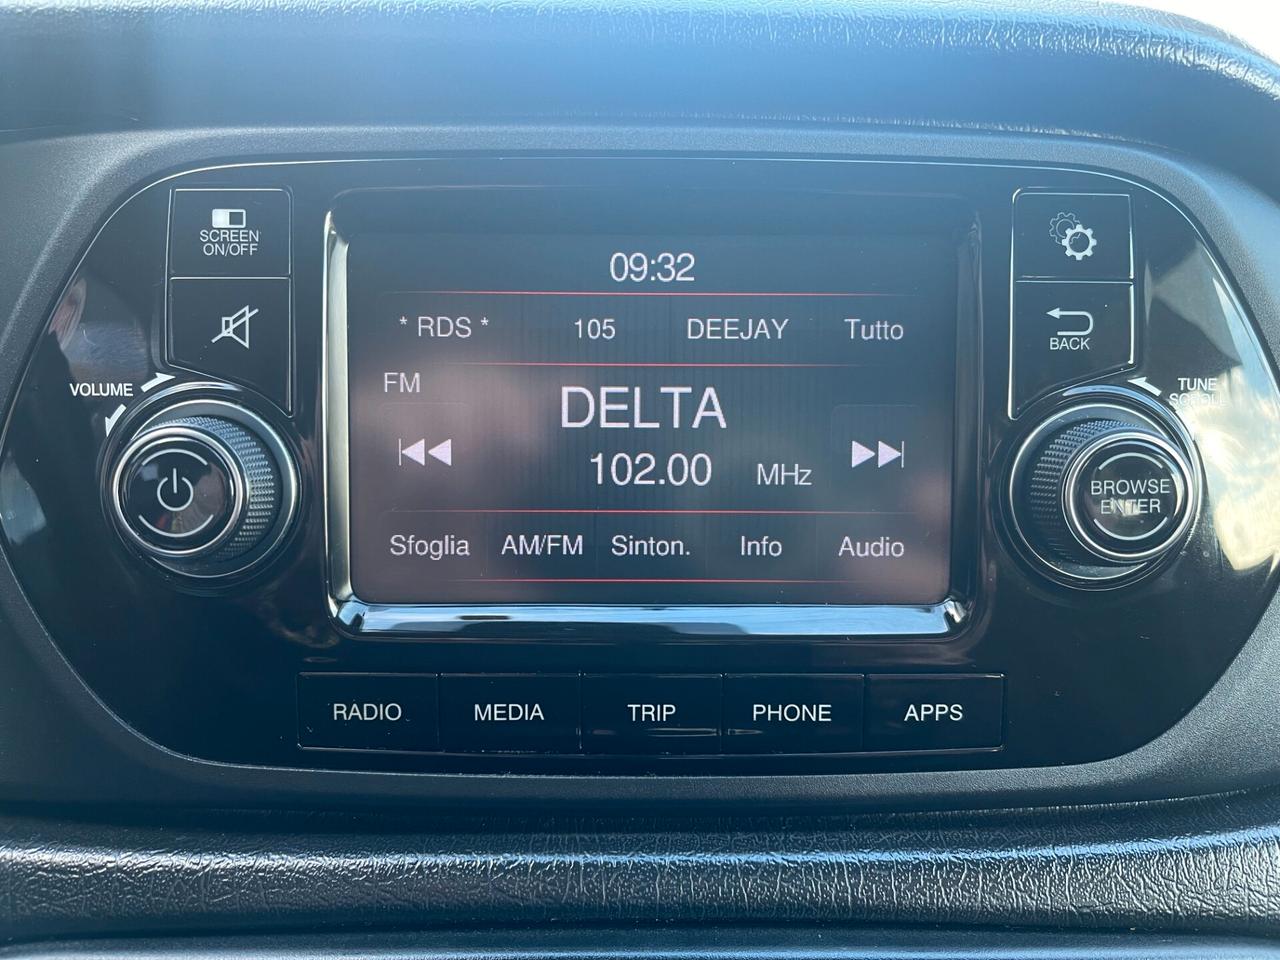 SCREEN
ON/OFF
VOLUME
09:32
* RDS * 105 DEEJAY Tutto
FM
DELTA
102.00 MHz
Sfoglia AM/FM Sinton. Info Audio
BACK
TUNE
SCROLL
BROWSE
ENTER
RADIO MEDIA TRIP PHONE APPS